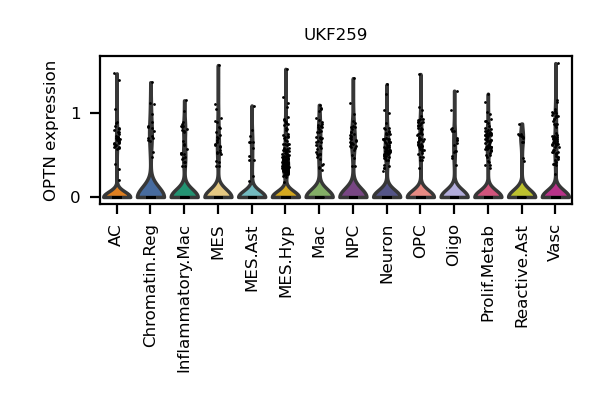 UKF259
OPTN expression
1
0
AC
Chromatin.Reg
Inflammatory.Mac
MES
MES.Ast
MES.Hyp
Mac
NPC
Neuron
OPC
Oligo
Prolif.Metab
Reactive.Ast
Vasc